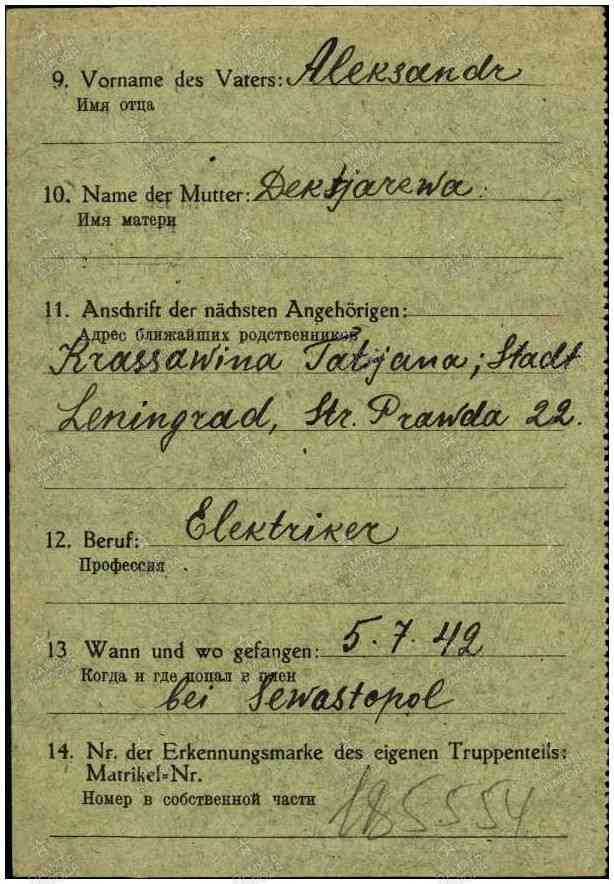 9. Vorname des Vaters: Aleksandr
Имя отца
10. Name der Mutter: Dektjarewa.
Имя матери
11. Anschrift der nächsten Angehörigen:
Адрес ближайших родственников
Krassawina Tatjana; Stadt
Leningrad, Str. Prawda 22.
12. Beruf: Elektriker
Профессия
13 Wann und wo gefangen: 5.7.42
Когда и где попал в плен
bei Sewastopol
14. Nr. der Erkennungsmarke des eigenen Truppenteils:
Matrikel=Nr.
Номер в собственной части
185554